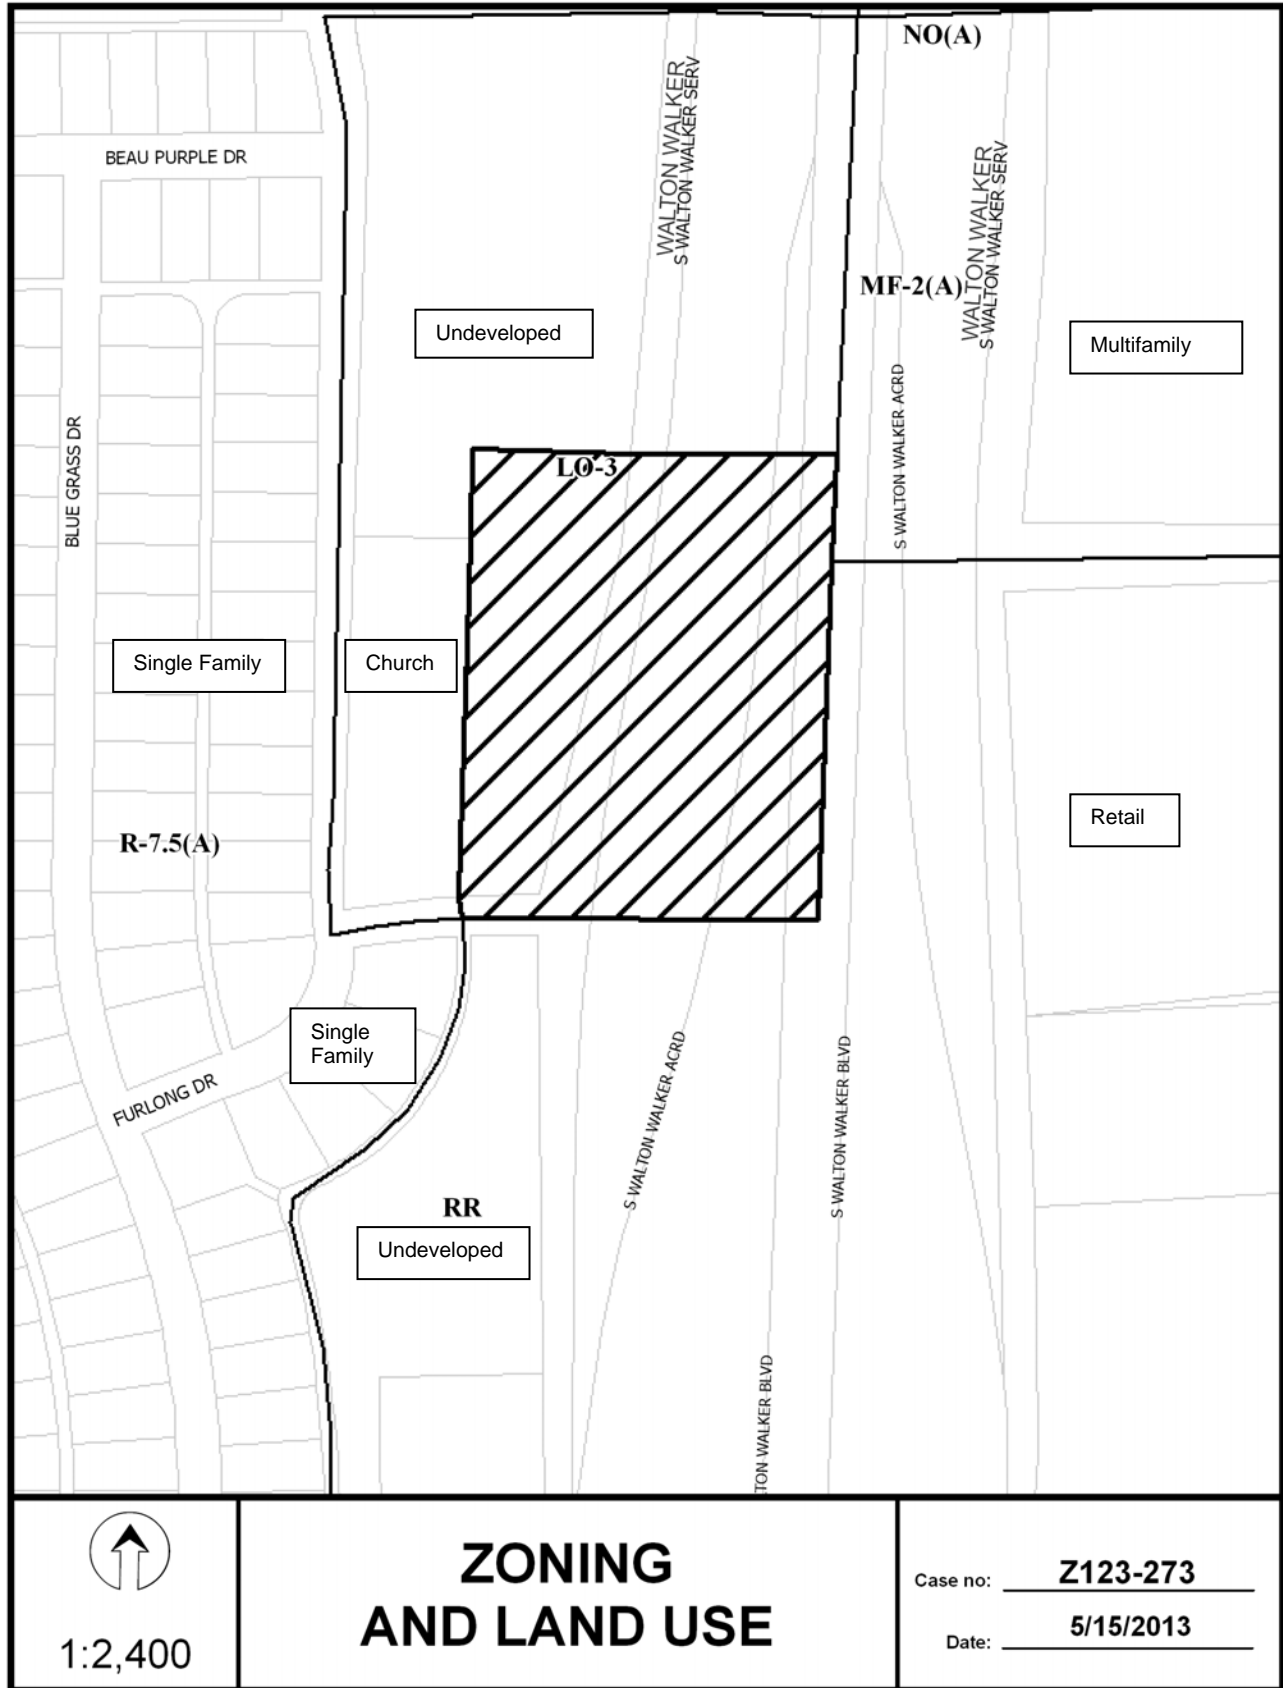 NO(A)
WALTON WALKER
S WALTON WALKER SERV
WALTON WALKER
S WALTON WALKER SERV
BEAU PURPLE DR
MF-2(A)
Undeveloped
Multifamily
S WALTON WALKER ACRD
BLUE GRASS DR
LO-3
Single Family
Church
R-7.5(A)
Retail
Single
Family
FURLONG DR
S WALTON WALKER ACRD
S WALTON WALKER BLVD
RR
Undeveloped
TON WALKER BLVD
1:2,400
ZONING
AND LAND USE
Case no: Z123-273
Date: 5/15/2013